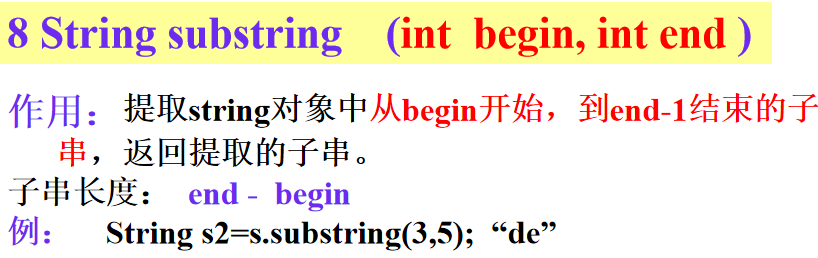 8 String substring (int begin, int end )
作用：提取string对象中从begin开始，到end-1结束的子
串，返回提取的子串。
子串长度： end - begin
例： String s2=s.substring(3,5); “de”